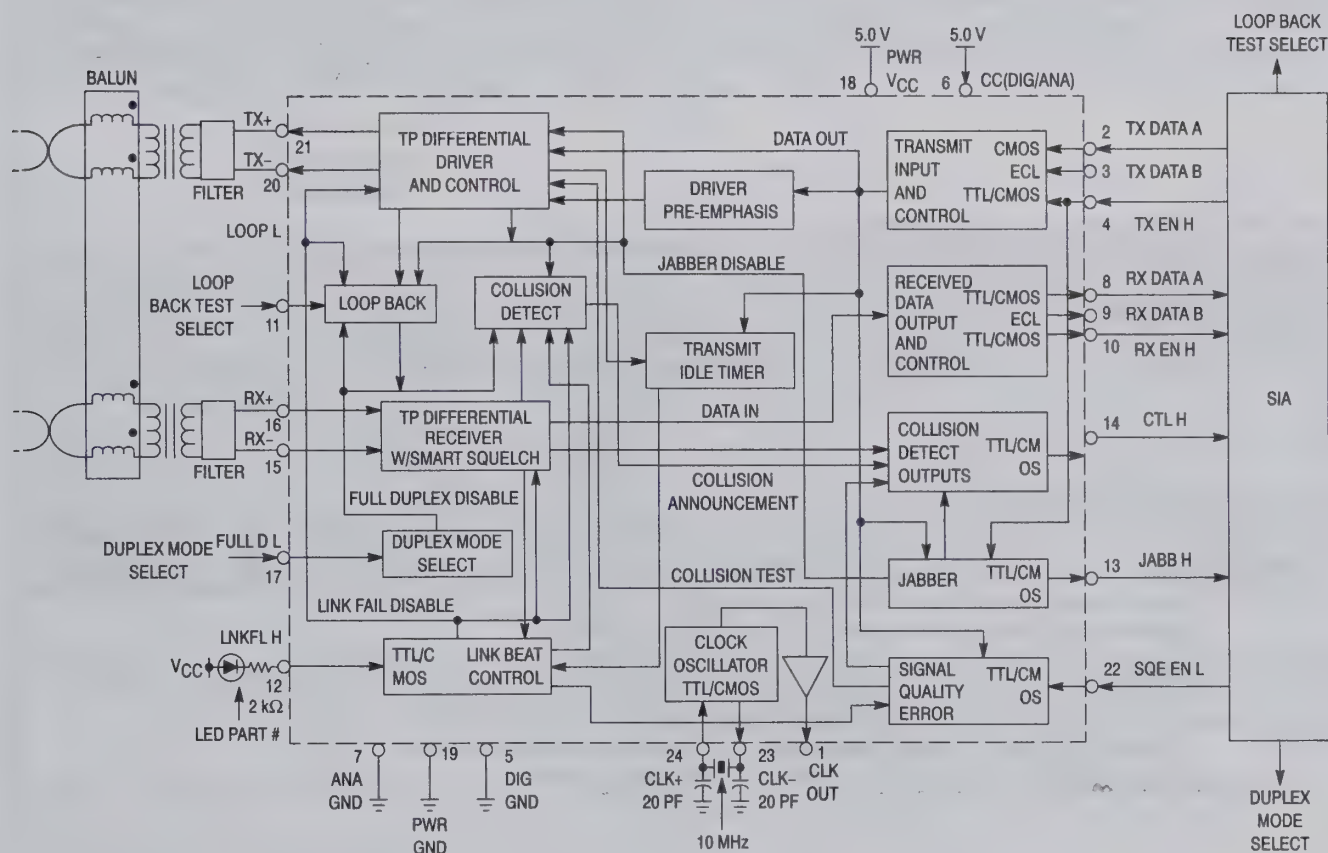 LOOP BACK
TEST SELECT
5.0 V
5.0 V
PWR
18
VCC
6
CC(DIG/ANA)
BALUN
TX+
21
TX–
20
FILTER
TP DIFFERENTIAL
DRIVER
AND CONTROL
DATA OUT
DRIVER
PRE-EMPHASIS
TRANSMIT
INPUT
AND
CONTROL
CMOS
ECL
TTL/CMOS
2
TX DATA A
3
TX DATA B
4
TX EN H
LOOP L
LOOP
BACK TEST
SELECT
11
LOOP BACK
COLLISION
DETECT
JABBER DISABLE
TRANSMIT
IDLE TIMER
RECEIVED
DATA
OUTPUT
AND
CONTROL
TTL/CMOS
ECL
TTL/CMOS
8
RX DATA A
9
RX DATA B
10
RX EN H
SIA
RX+
16
RX–
15
FILTER
TP DIFFERENTIAL
RECEIVER
W/SMART SQUELCH
DATA IN
COLLISION
ANNOUNCEMENT
COLLISION
DETECT
OUTPUTS
TTL/CM
OS
14
CTL H
FULL DUPLEX DISABLE
DUPLEX MODE
SELECT
FULL D L
17
DUPLEX MODE
SELECT
COLLISION TEST
JABBER
TTL/CM
OS
13
JABB H
LINK FAIL DISABLE
LNKFL H
VCC
12
2 kΩ
LED PART #
TTL/C
MOS
LINK BEAT
CONTROL
CLOCK
OSCILLATOR
TTL/CMOS
SIGNAL
QUALITY
ERROR
TTL/CM
OS
22
SQE EN L
7
ANA
GND
19
PWR
GND
5
DIG
GND
24
CLK+
20 PF
23
CLK–
20 PF
1
CLK
OUT
10 MHz
DUPLEX
MODE
SELECT